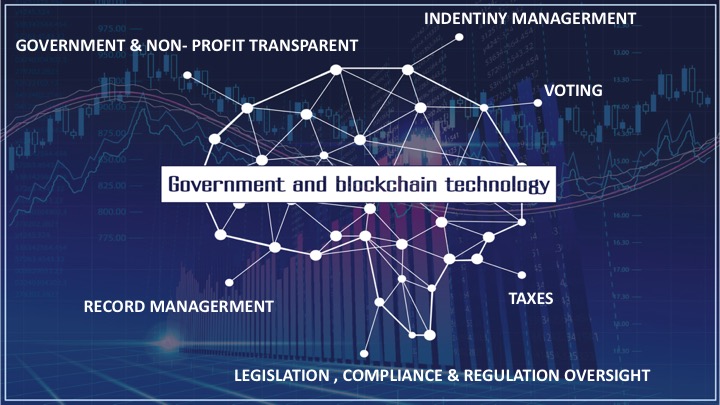 INDENTINY MANAGERMENT
GOVERNMENT & NON- PROFIT TRANSPARENT
VOTING
Government and blockchain technology
RECORD MANAGERMENT
TAXES
LEGISLATION , COMPLIANCE & REGULATION OVERSIGHT